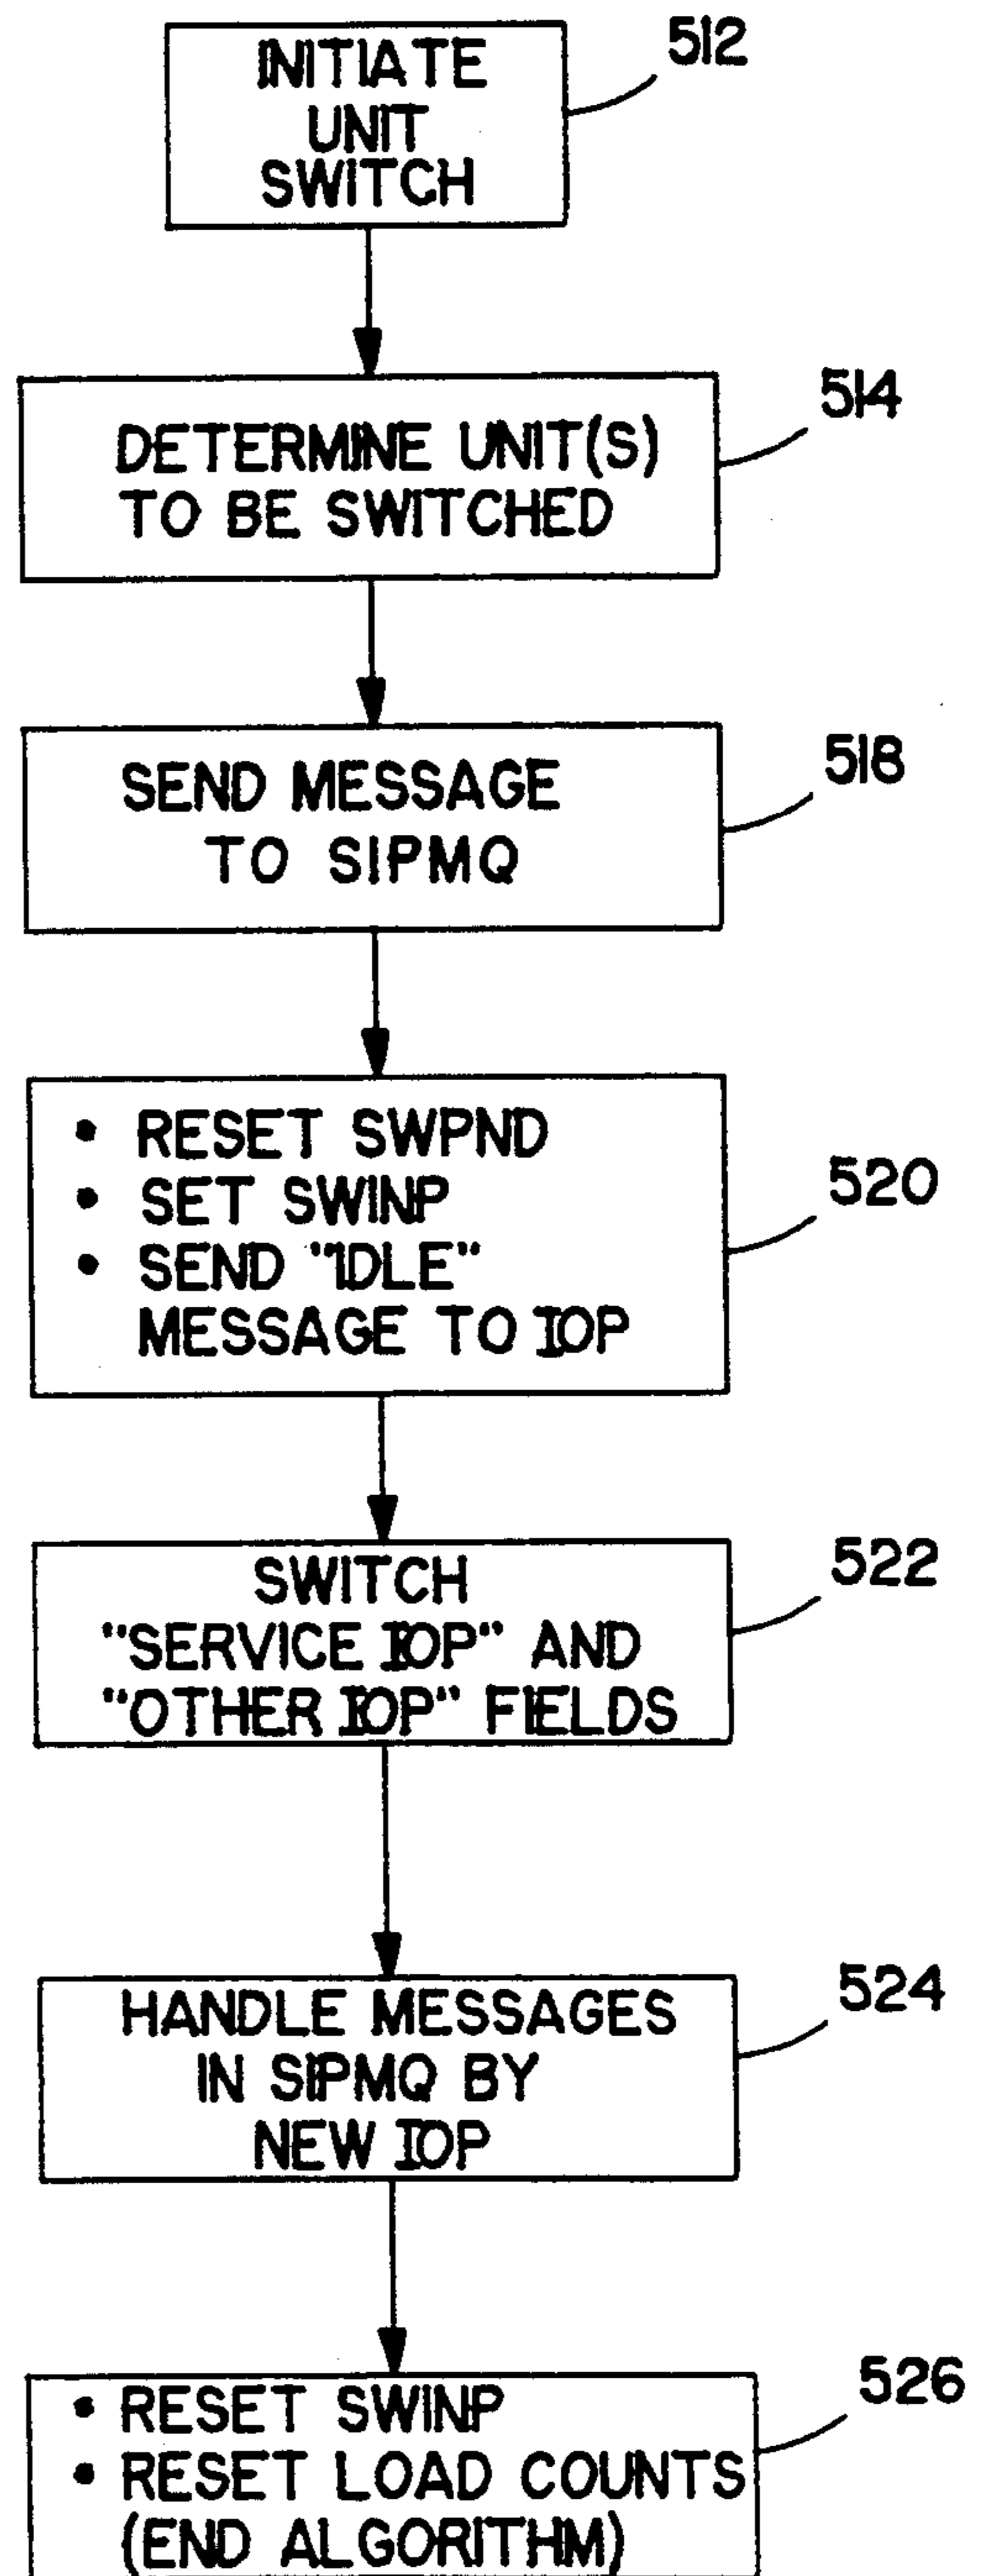 INITIATE
UNIT
SWITCH
512
DETERMINE UNIT(S)
TO BE SWITCHED
514
SEND MESSAGE
TO SIPMQ
518
• RESET SWPND
• SET SWINP
• SEND "IDLE"
MESSAGE TO IOP
520
SWITCH
"SERVICE IOP" AND
"OTHER IOP" FIELDS
522
HANDLE MESSAGES
IN SIPMQ BY
NEW IOP
524
• RESET SWINP
• RESET LOAD COUNTS
(END ALGORITHM)
526